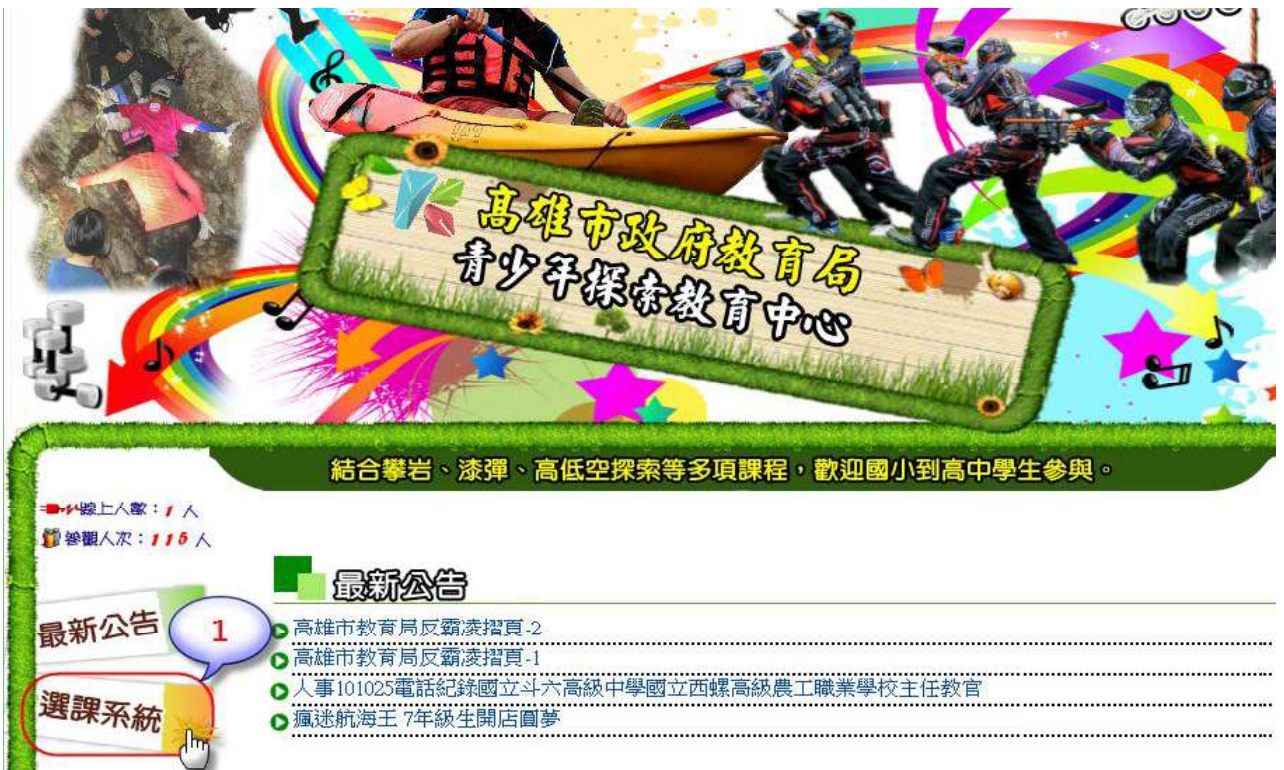 高雄市政府教育局
青少年探索教育中心
結合攀岩、漆彈、高低空探索等多項課程，歡迎國小到高中學生參與。
線上人數：1 人
參觀人次：115 人
最新公告
最新公告
1
高雄市教育局反霸凌摺頁-2
高雄市教育局反霸凌摺頁-1
人事101025電話紀錄國立斗六高級中學國立西螺高級農工職業學校主任教官
選課系統
瘋迷航海王 7年級生開店圓夢